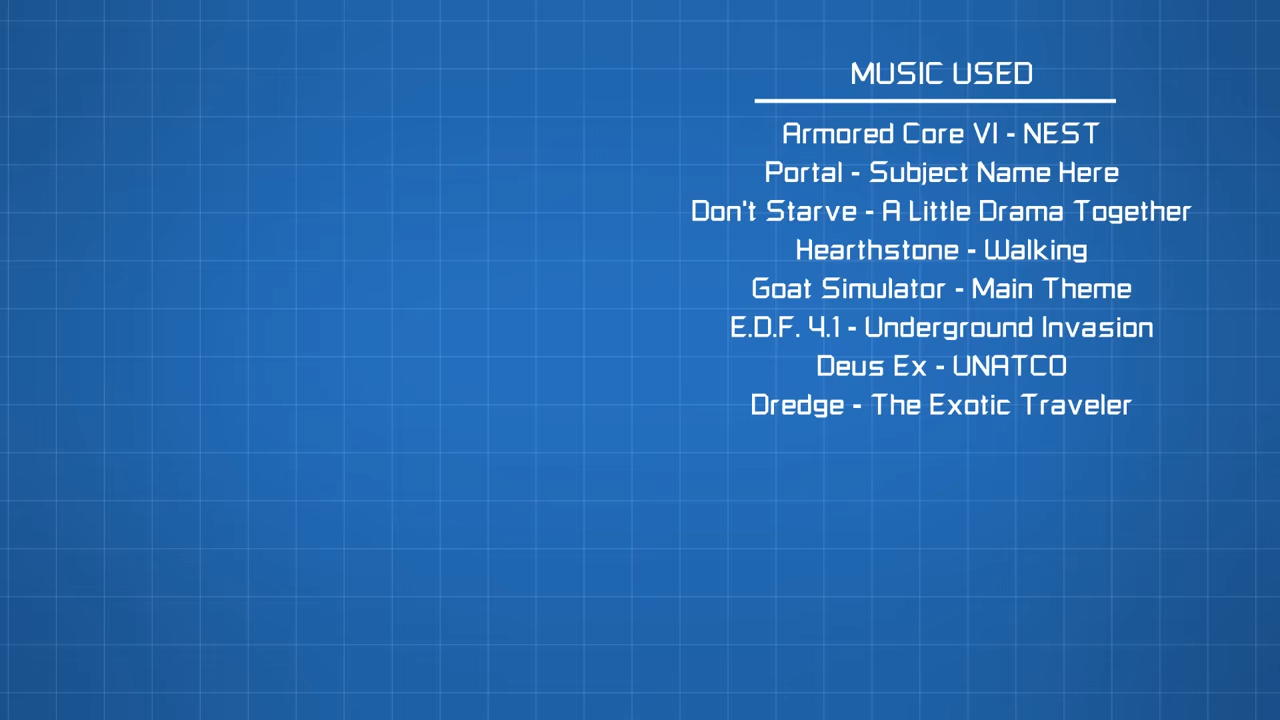 MUSIC USED
Armored Core VI - NEST
Portal - Subject Name Here
Don't Starve - A Little Drama Together
Hearthstone - Walking
Goat Simulator - Main Theme
E.D.F. 4.1 - Underground Invasion
Deus Ex - UNATCO
Dredge - The Exotic Traveler